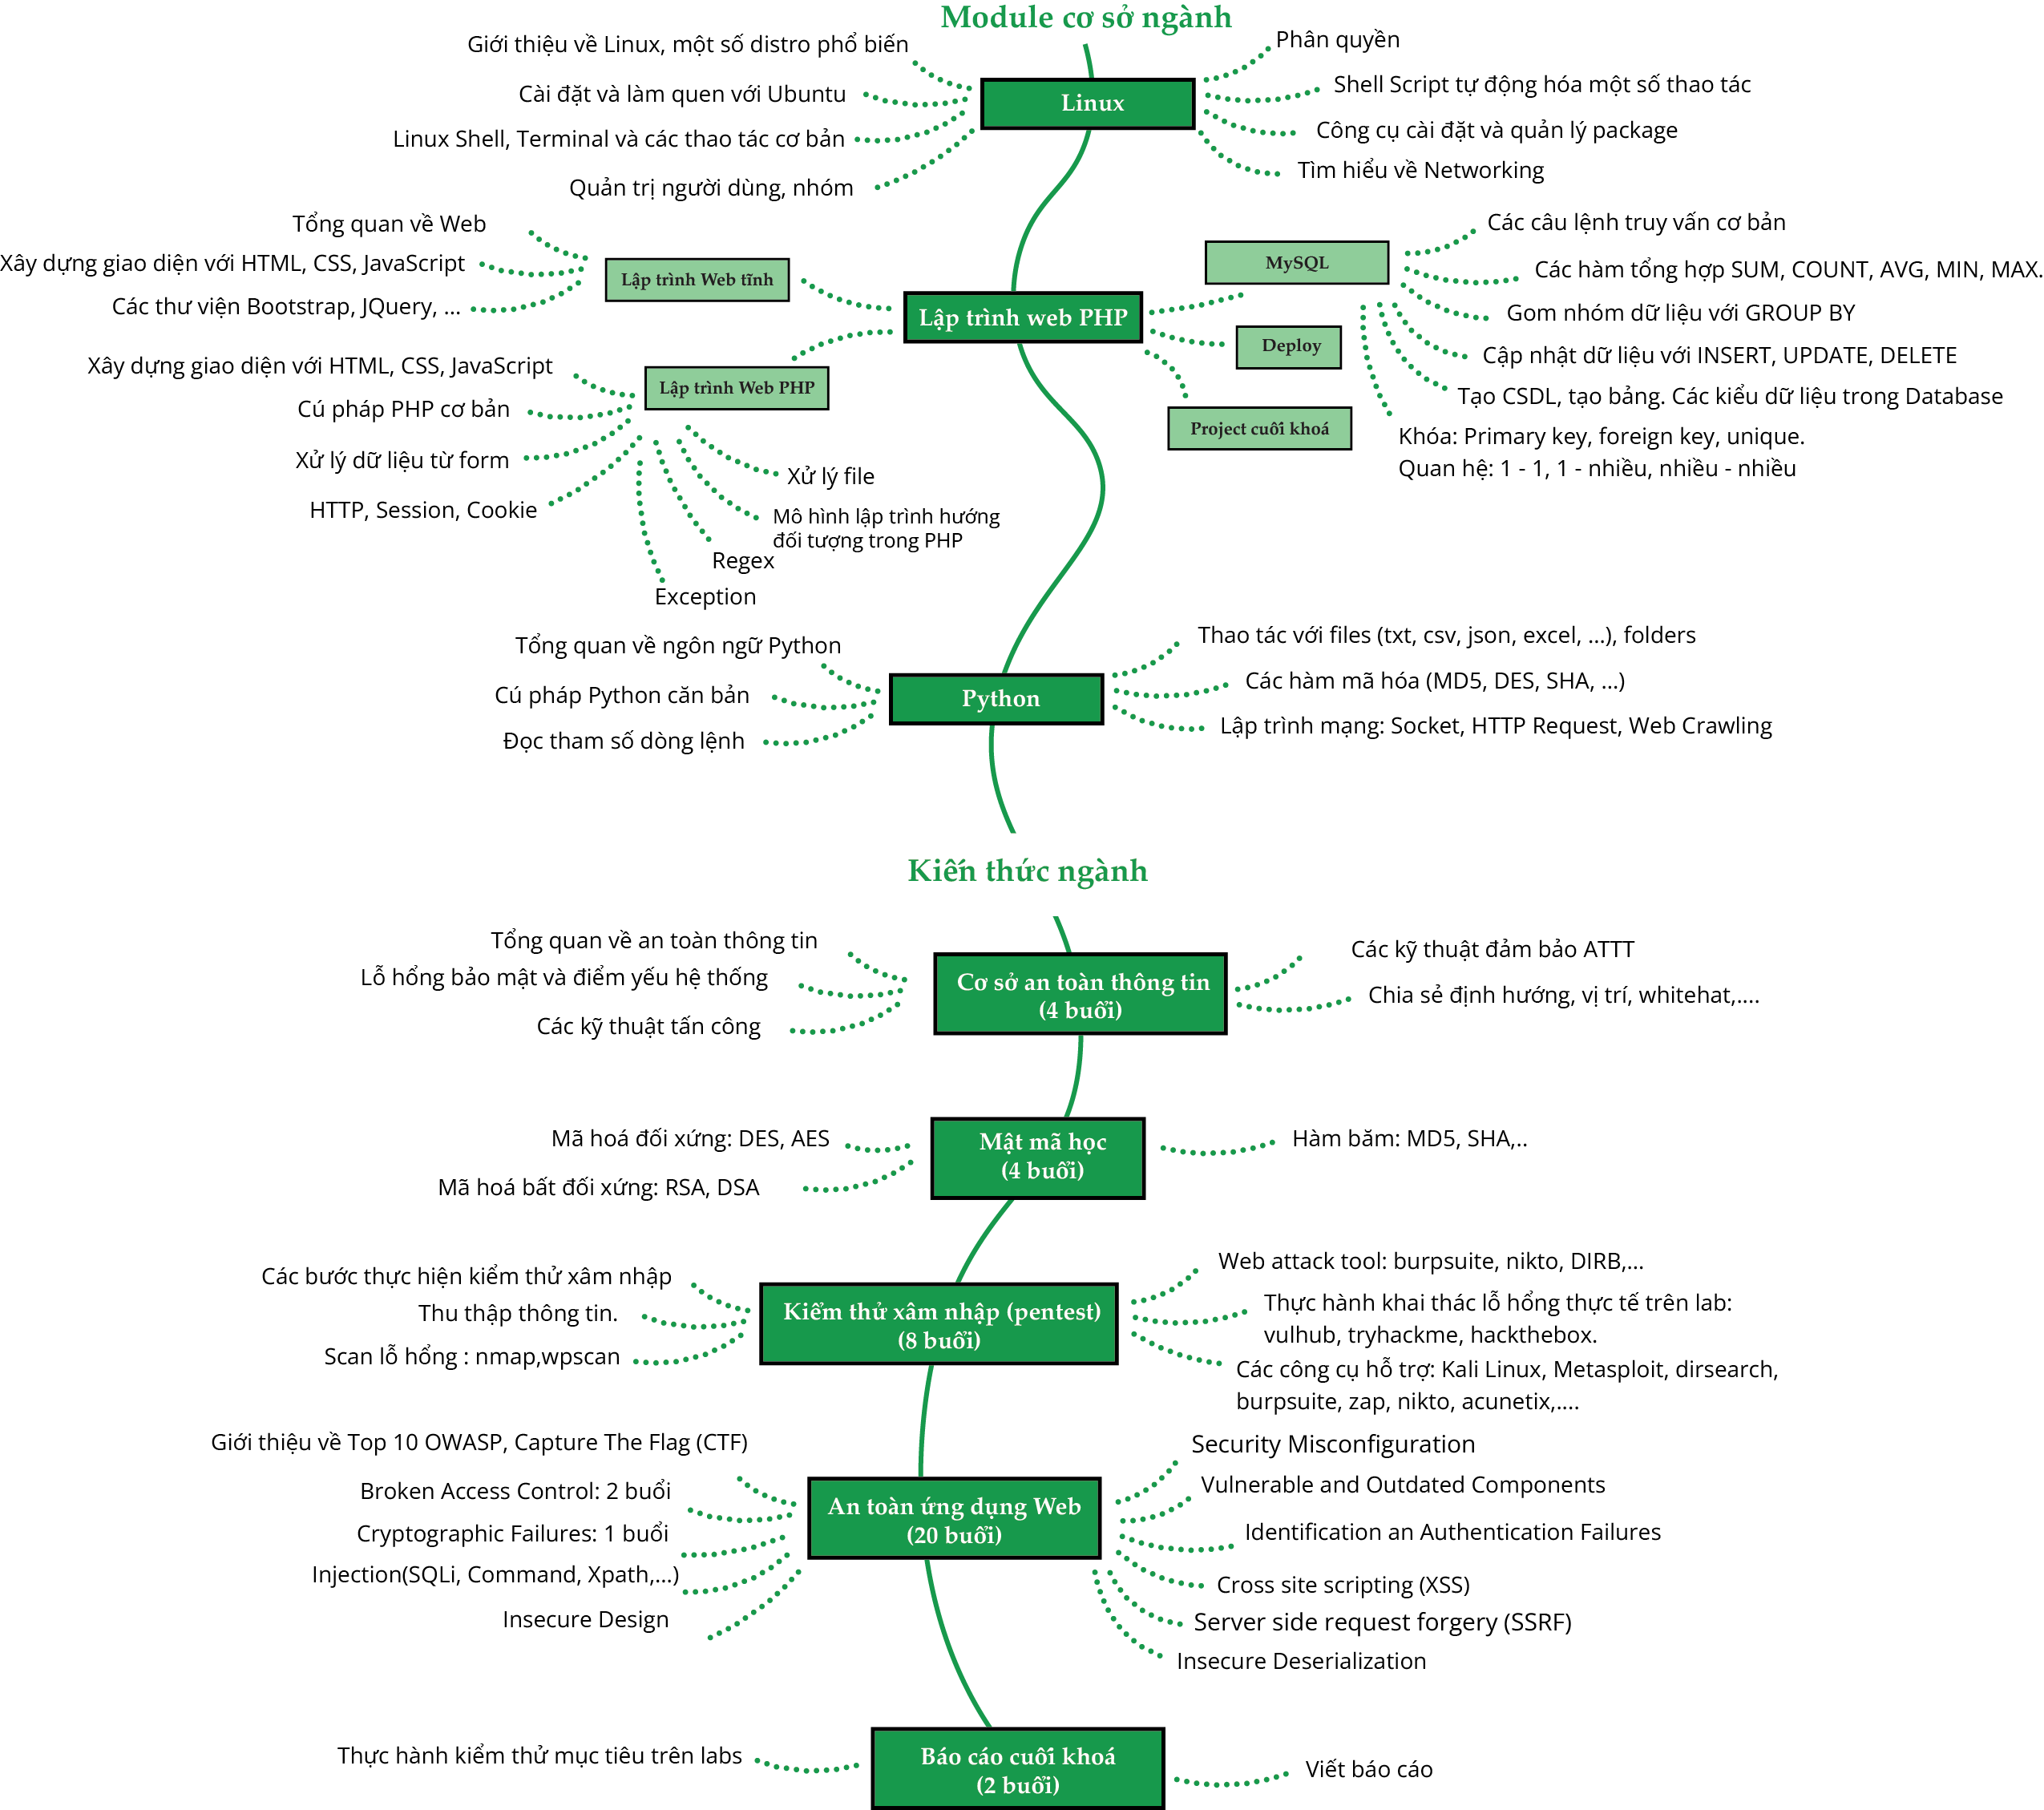 Module cơ sở ngành
Linux
Giới thiệu về Linux, một số distro phổ biến
Cài đặt và làm quen với Ubuntu
Linux Shell, Terminal và các thao tác cơ bản
Quản trị người dùng, nhóm
Phân quyền
Shell Script tự động hóa một số thao tác
Công cụ cài đặt và quản lý package
Tìm hiểu về Networking
Lập trình web PHP
Lập trình Web tĩnh
Tổng quan về Web
Xây dựng giao diện với HTML, CSS, JavaScript
Các thư viện Bootstrap, JQuery, ...
Lập trình Web PHP
Xây dựng giao diện với HTML, CSS, JavaScript
Cú pháp PHP cơ bản
Xử lý dữ liệu từ form
HTTP, Session, Cookie
Xử lý file
Mô hình lập trình hướng
đối tượng trong PHP
Regex
Exception
MySQL
Các câu lệnh truy vấn cơ bản
Các hàm tổng hợp SUM, COUNT, AVG, MIN, MAX.
Gom nhóm dữ liệu với GROUP BY
Cập nhật dữ liệu với INSERT, UPDATE, DELETE
Tạo CSDL, tạo bảng. Các kiểu dữ liệu trong Database
Khóa: Primary key, foreign key, unique.
Quan hệ: 1 - 1, 1 - nhiều, nhiều - nhiều
Deploy
Project cuối khoá
Python
Tổng quan về ngôn ngữ Python
Cú pháp Python căn bản
Đọc tham số dòng lệnh
Thao tác với files (txt, csv, json, excel, ...), folders
Các hàm mã hóa (MD5, DES, SHA, ...)
Lập trình mạng: Socket, HTTP Request, Web Crawling
Kiến thức ngành
Cơ sở an toàn thông tin
(4 buổi)
Tổng quan về an toàn thông tin
Lỗ hổng bảo mật và điểm yếu hệ thống
Các kỹ thuật tấn công
Các kỹ thuật đảm bảo ATTT
Chia sẻ định hướng, vị trí, whitehat,....
Mật mã học
(4 buổi)
Mã hoá đối xứng: DES, AES
Mã hoá bất đối xứng: RSA, DSA
Hàm băm: MD5, SHA,..
Kiểm thử xâm nhập (pentest)
(8 buổi)
Các bước thực hiện kiểm thử xâm nhập
Thu thập thông tin.
Scan lỗ hổng : nmap,wpscan
Web attack tool: burpsuite, nikto, DIRB,...
Thực hành khai thác lỗ hổng thực tế trên lab:
vulhub, tryhackme, hackthebox.
Các công cụ hỗ trợ: Kali Linux, Metasploit, dirsearch,
burpsuite, zap, nikto, acunetix,....
An toàn ứng dụng Web
(20 buổi)
Giới thiệu về Top 10 OWASP, Capture The Flag (CTF)
Broken Access Control: 2 buổi
Cryptographic Failures: 1 buổi
Injection(SQLi, Command, Xpath,...)
Insecure Design
Security Misconfiguration
Vulnerable and Outdated Components
Identification an Authentication Failures
Cross site scripting (XSS)
Server side request forgery (SSRF)
Insecure Deserialization
Báo cáo cuối khoá
(2 buổi)
Thực hành kiểm thử mục tiêu trên labs
Viết báo cáo